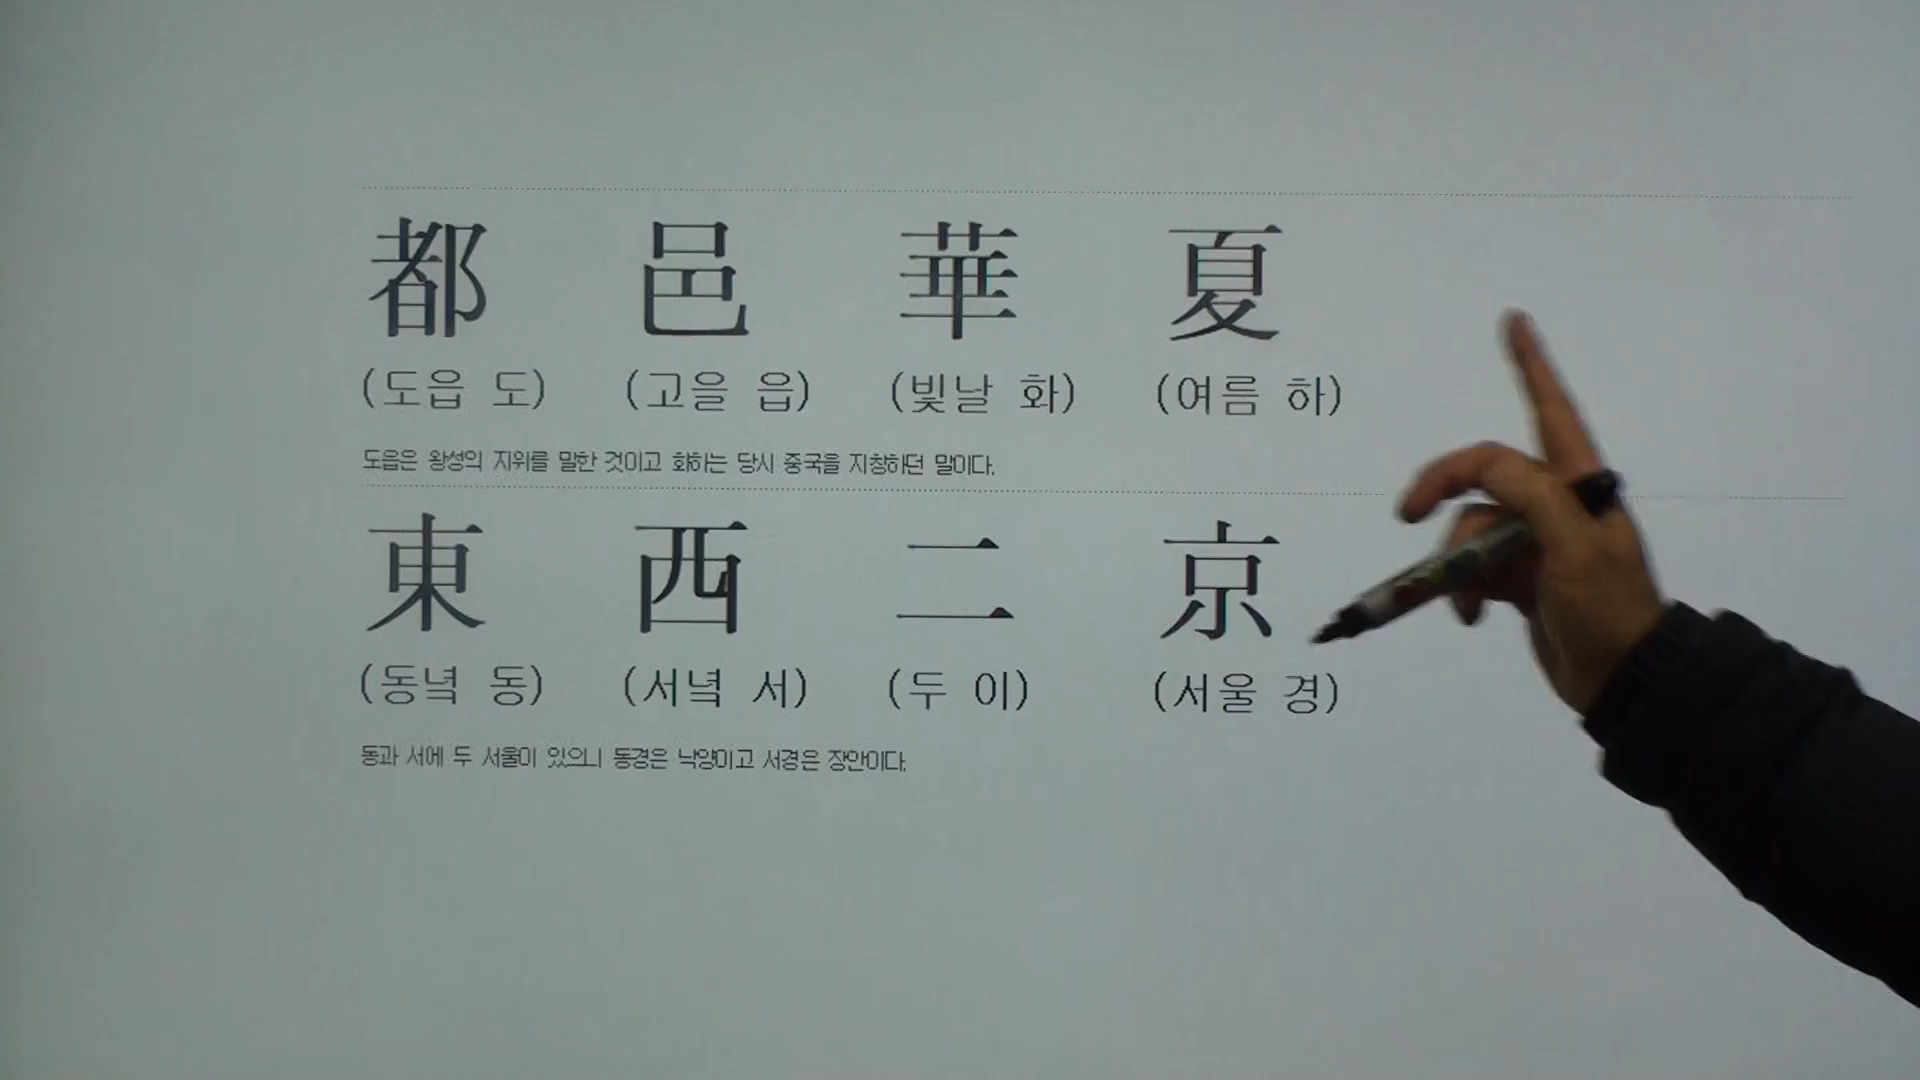 都 邑 華 夏
(도읍 도) (고을 읍) (빛날 화) (여름 하)
도읍은 왕성의 지위를 말한 것이고 화하는 당시 중국을 지칭하던 말이다.
東 西 二 京
(동녘 동) (서녘 서) (두 이) (서울 경)
동과 서에 두 서울이 있으니 동경은 낙양이고 서경은 장안이다.